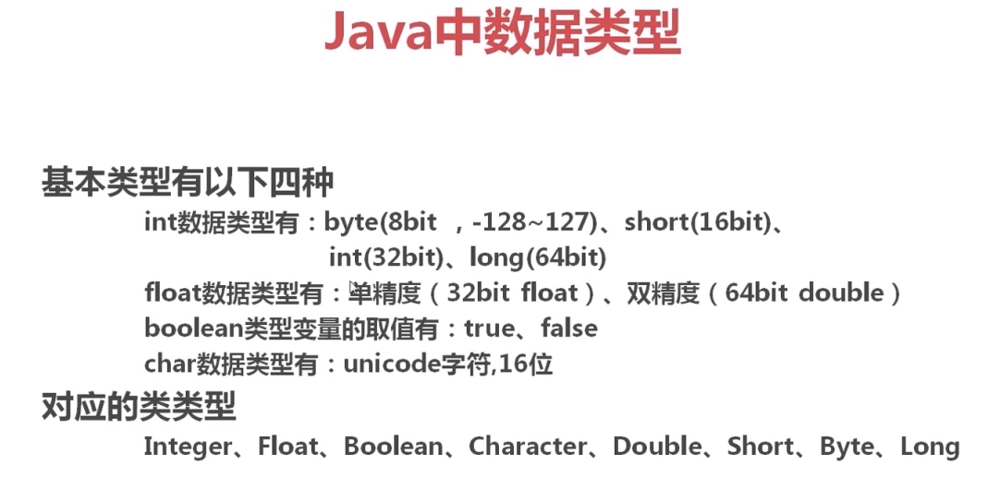 Java中数据类型
基本类型有以下四种
int数据类型有：byte(8bit ，-128~127)、short(16bit)、
int(32bit)、long(64bit)
float数据类型有：单精度（32bit float）、双精度（64bit double）
boolean类型变量的取值有：true、false
char数据类型有：unicode字符,16位
对应的类类型
Integer、Float、Boolean、Character、Double、Short、Byte、Long